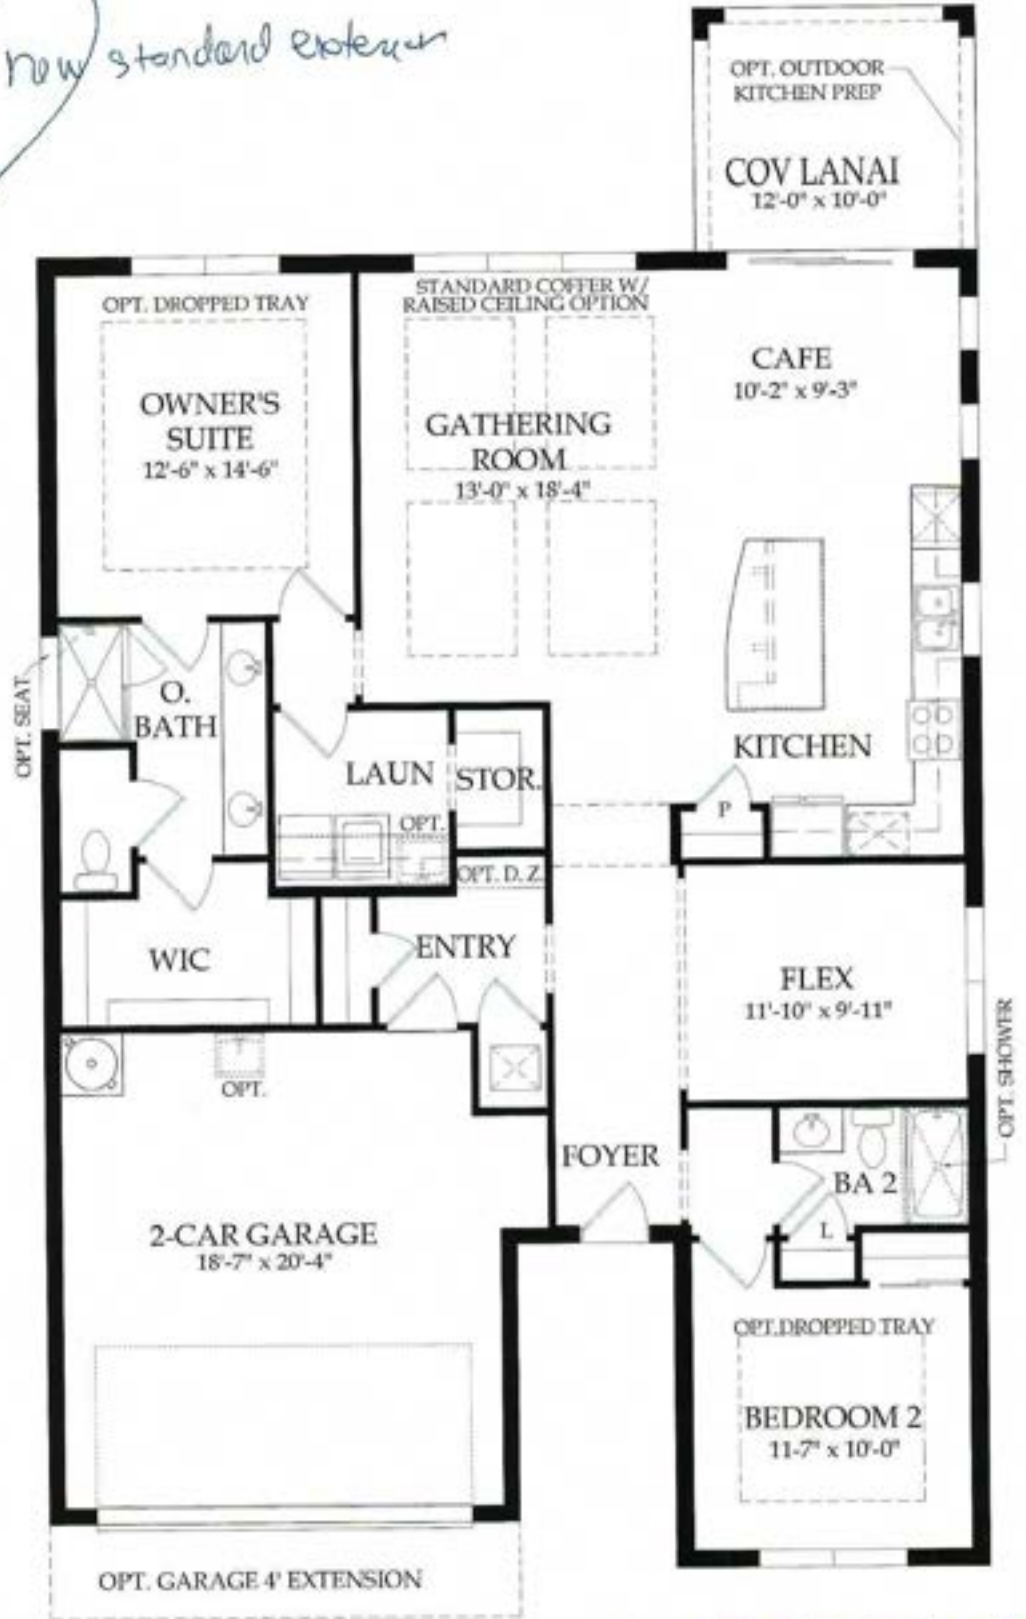 new standard exterior
OPT. OUTDOOR
KITCHEN PREP
COV LANAI
12'-0" x 10'-0"
OPT. DROPPED TRAY
STANDARD COFFER W/
RAISED CEILING OPTION
OWNER'S
SUITE
12'-6" x 14'-6"
GATHERING
ROOM
13'-0" x 18'-4"
CAFE
10'-2" x 9'-3"
OPT. SEAT
O.
BATH
LAUN
STOR.
OPT.
KITCHEN
P
OPT. D. Z.
WIC
ENTRY
FLEX
11'-10" x 9'-11"
OPT.
OPT. SHOWER
FOYER
BA 2
L
2-CAR GARAGE
18'-7" x 20'-4"
OPT.DROPPED TRAY
BEDROOM 2
11-7" x 10'-0"
OPT. GARAGE 4' EXTENSION